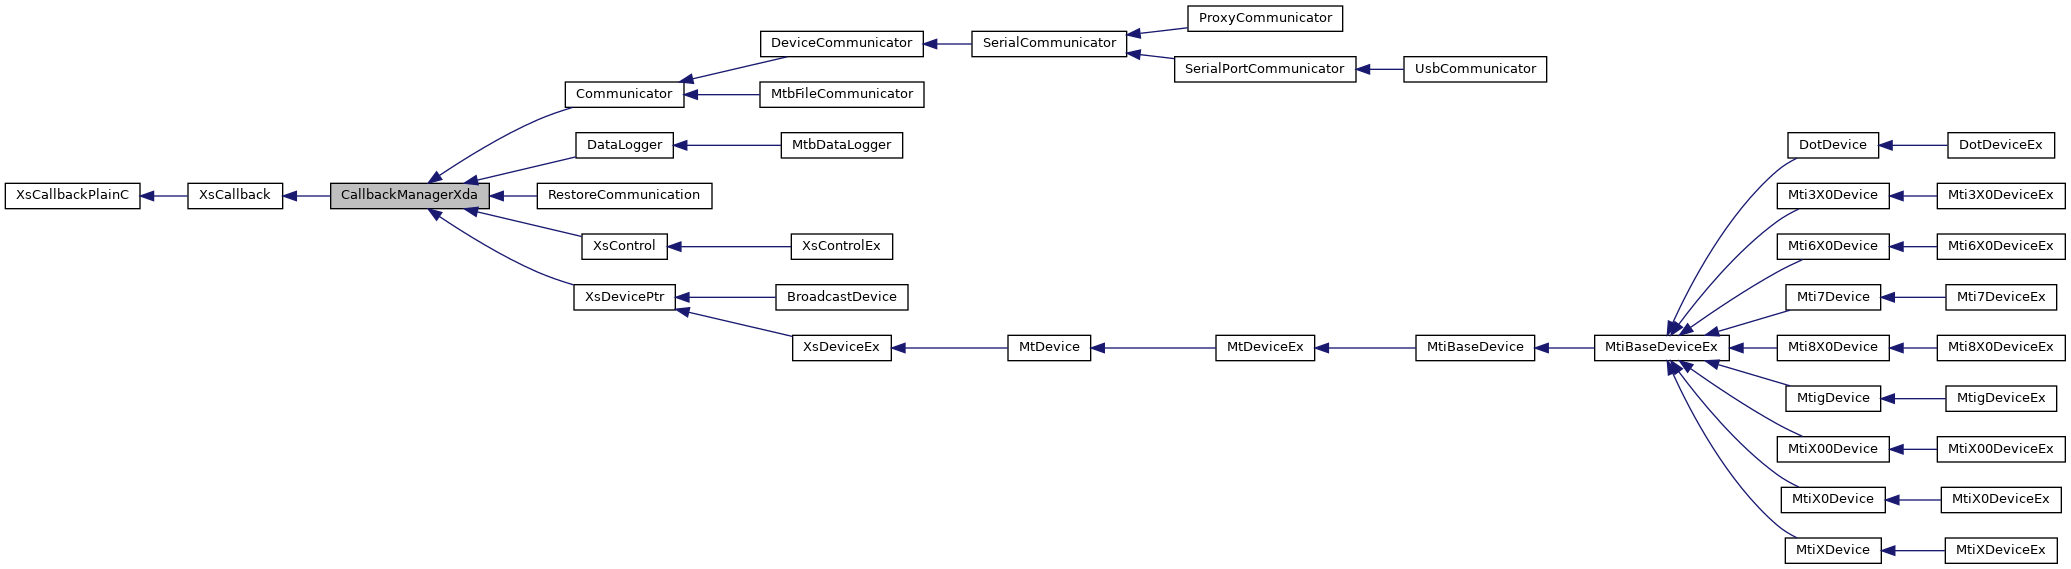 ProxyCommunicator
DeviceCommunicator
SerialCommunicator
SerialPortCommunicator
UsbCommunicator
Communicator
MtbFileCommunicator
DataLogger
MtbDataLogger
DotDevice
DotDeviceEx
XsCallbackPlainC
XsCallback
CallbackManagerXda
RestoreCommunication
Mti3X0Device
Mti3X0DeviceEx
XsControl
XsControlEx
Mti6X0Device
Mti6X0DeviceEx
XsDevicePtr
BroadcastDevice
Mti7Device
Mti7DeviceEx
XsDeviceEx
MtDevice
MtDeviceEx
MtiBaseDevice
MtiBaseDeviceEx
Mti8X0Device
Mti8X0DeviceEx
MtigDevice
MtigDeviceEx
MtiX00Device
MtiX00DeviceEx
MtiX0Device
MtiX0DeviceEx
MtiXDevice
MtiXDeviceEx